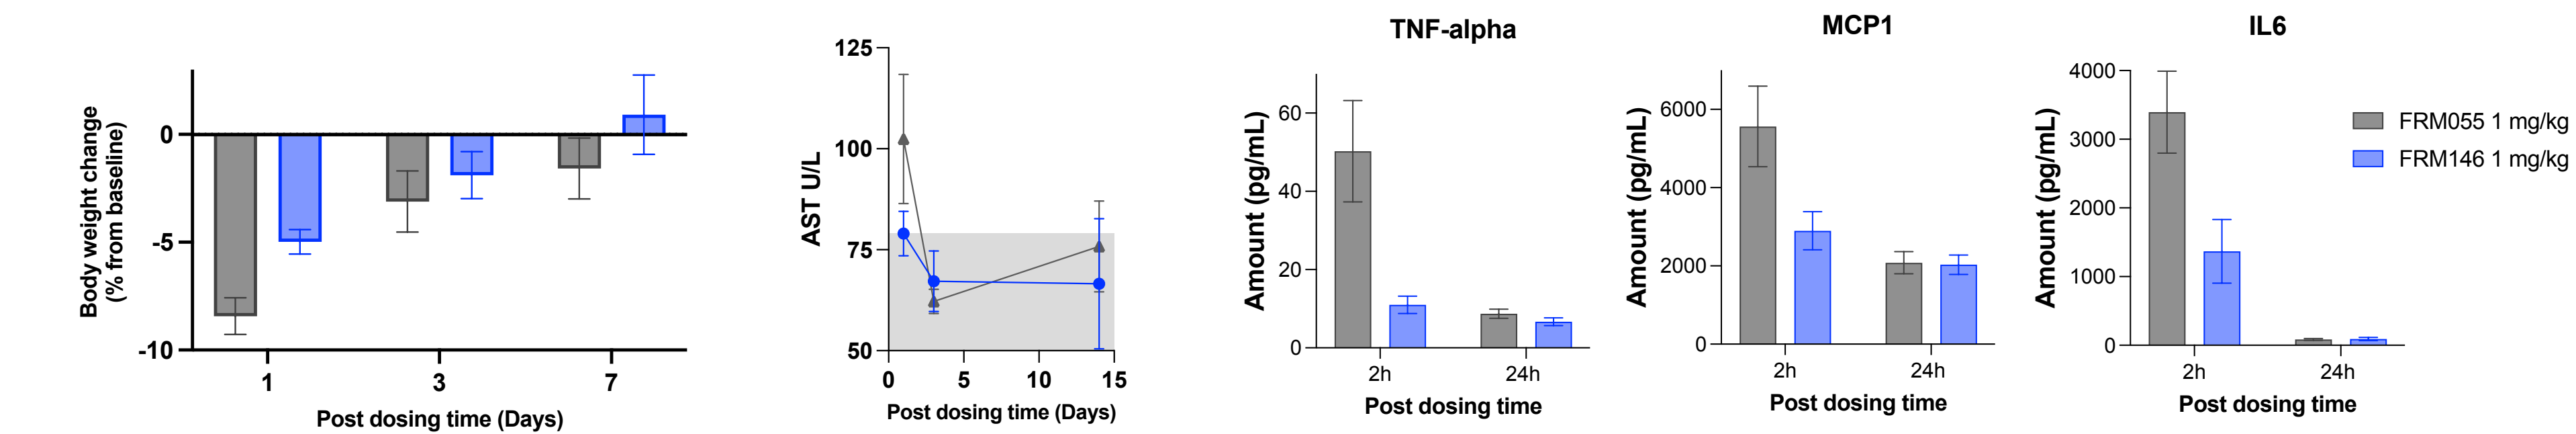 Body weight change
(% from baseline)
0
-5
-10
1
3
7
Post dosing time (Days)
AST U/L
125
100
75
50
0
5
10
15
Post dosing time (Days)
TNF-alpha
Amount (pg/mL)
60
40
20
0
2h
24h
Post dosing time
MCP1
Amount (pg/mL)
6000
4000
2000
0
2h
24h
Post dosing time
IL6
Amount (pg/mL)
4000
3000
2000
1000
0
2h
24h
Post dosing time
FRM055 1 mg/kg
FRM146 1 mg/kg